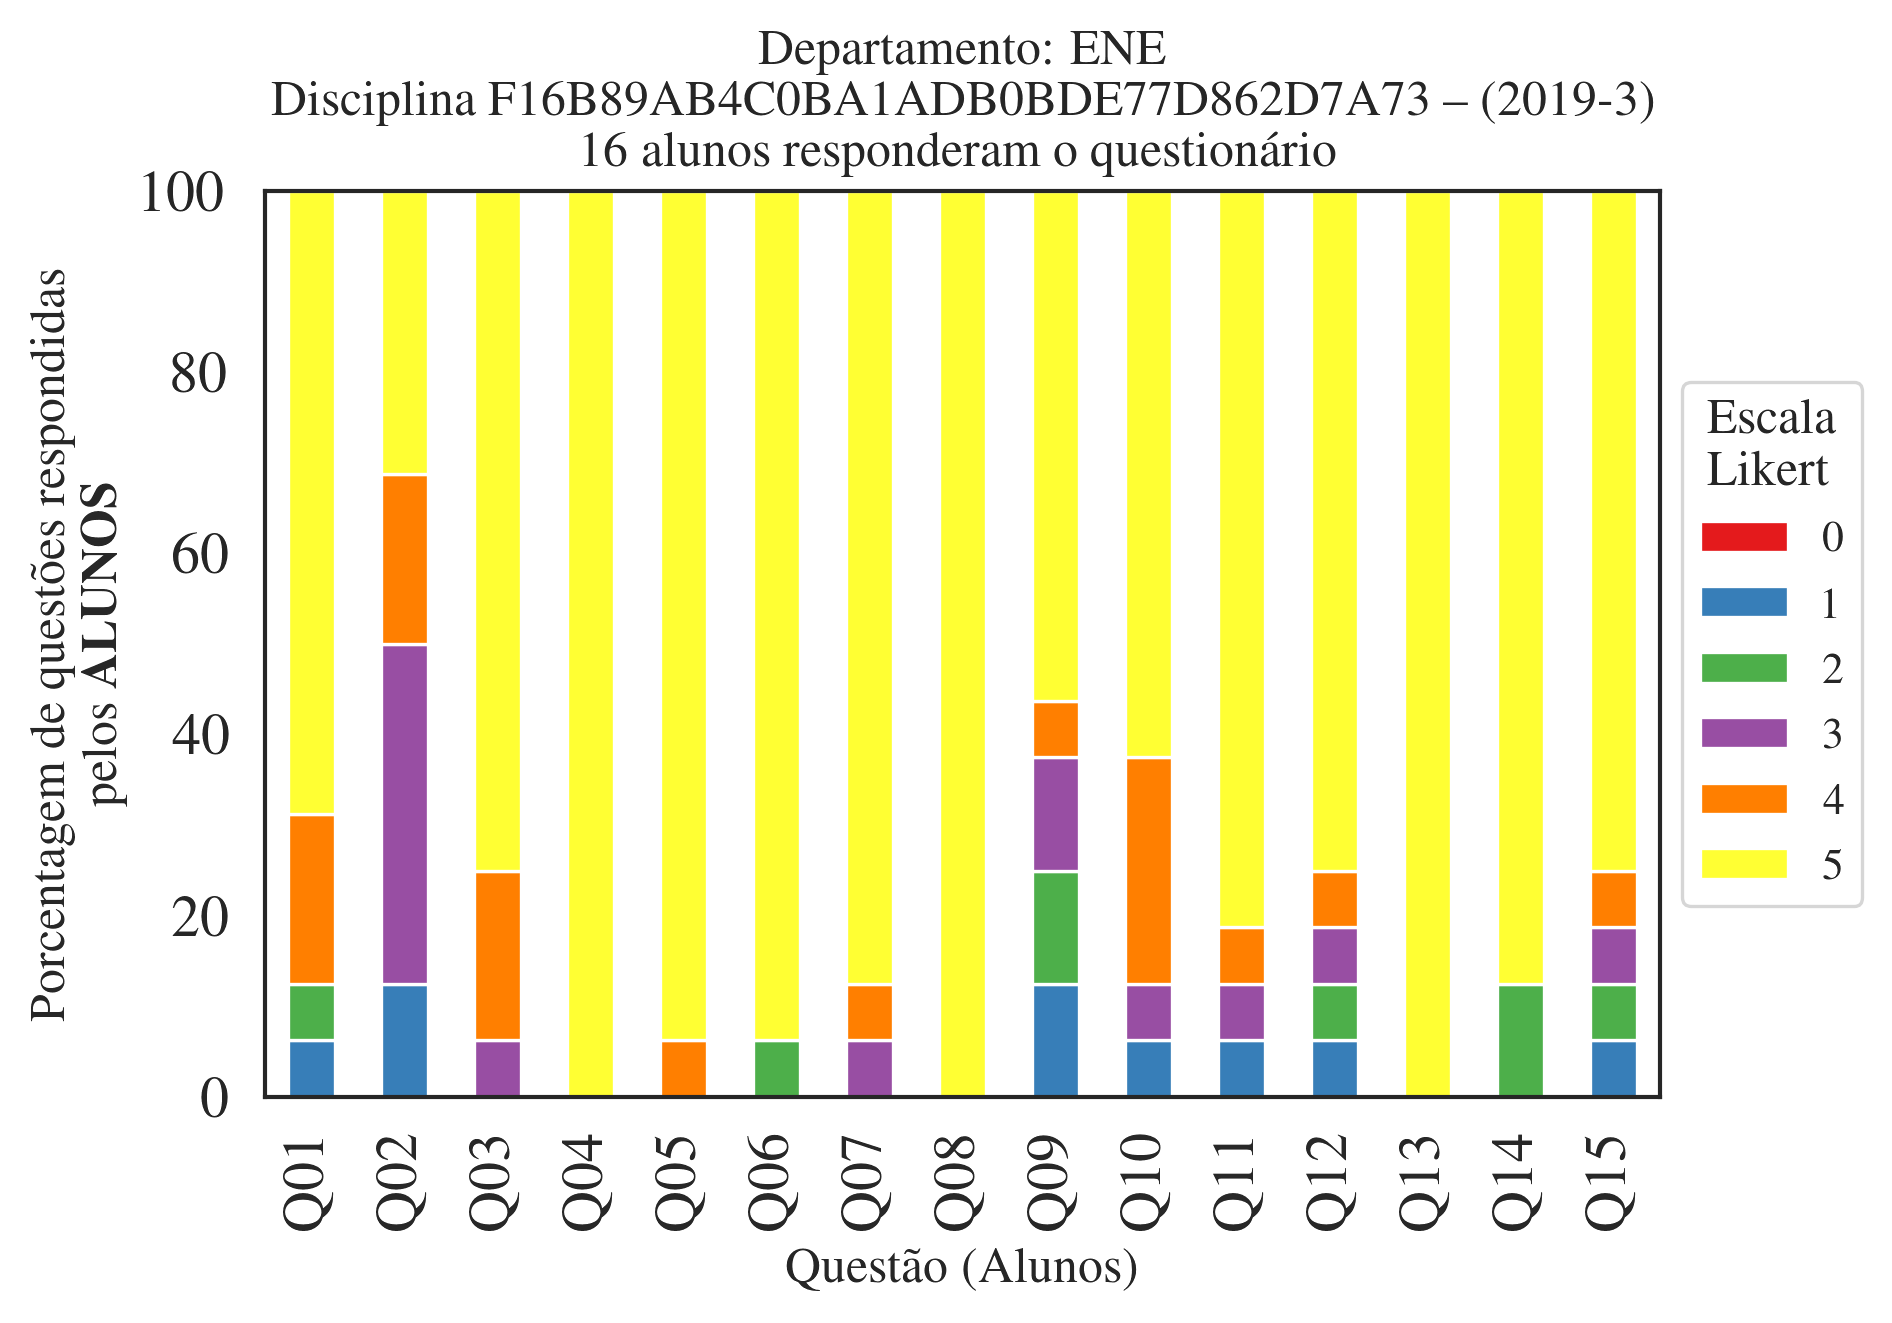 Departamento: ENE
Disciplina F16B89AB4C0BA1ADB0BDE77D862D7A73 – (2019-3)
16 alunos responderam o questionário
Porcentagem de questões respondidas
pelos ALUNOS
100
80
60
40
20
0
Q01
Q02
Q03
Q04
Q05
Q06
Q07
Q08
Q09
Q10
Q11
Q12
Q13
Q14
Q15
Questão (Alunos)
Escala
Likert
0
1
2
3
4
5